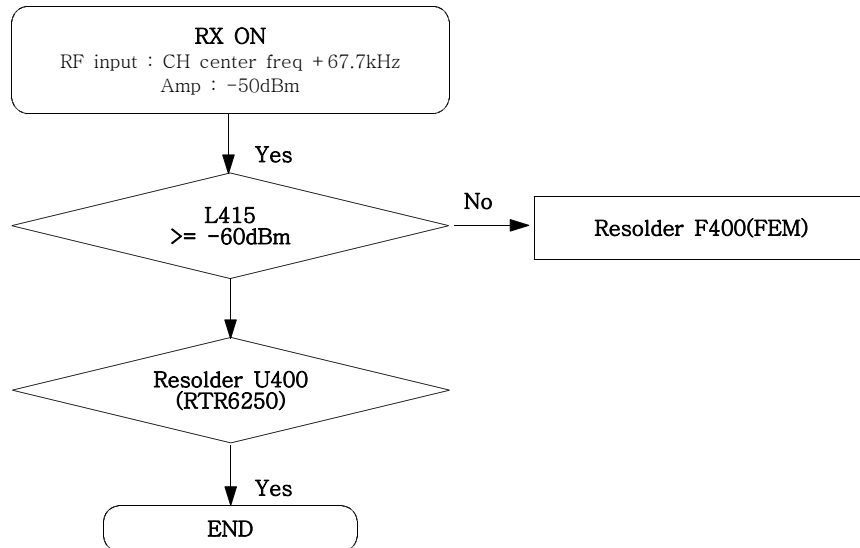 RX ON
RF input : CH center freq +67.7kHz
Amp : -50dBm
Yes
L415
>= -60dBm
No
Resolder F400(FEM)
Resolder U400
(RTR6250)
Yes
END